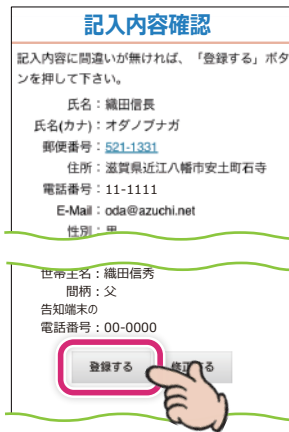 記入内容確認
記入内容に間違いが無ければ、「登録する」ボタ
ンを押して下さい。
氏名：織田信長
氏名(カナ)：オダノブナガ
郵便番号：521-1331
住所：滋賀県近江八幡市安土町石寺
電話番号：11-1111
E-Mail：oda@azuchi.net
性別：男
世帯主名：織田信秀
間柄：父
告知端末の
電話番号：00-0000
登録する
修正する